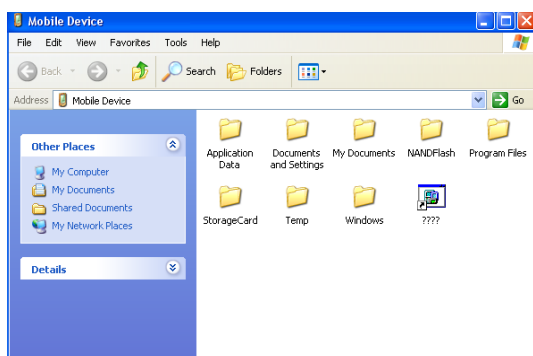 Mobile Device
File Edit View Favorites Tools Help
Back Search Folders
Address Mobile Device Go
Other Places
My Computer
My Documents
Shared Documents
My Network Places
Details
Application Data
Documents and Settings
My Documents
NANDFlash
Program Files
StorageCard
Temp
Windows
????